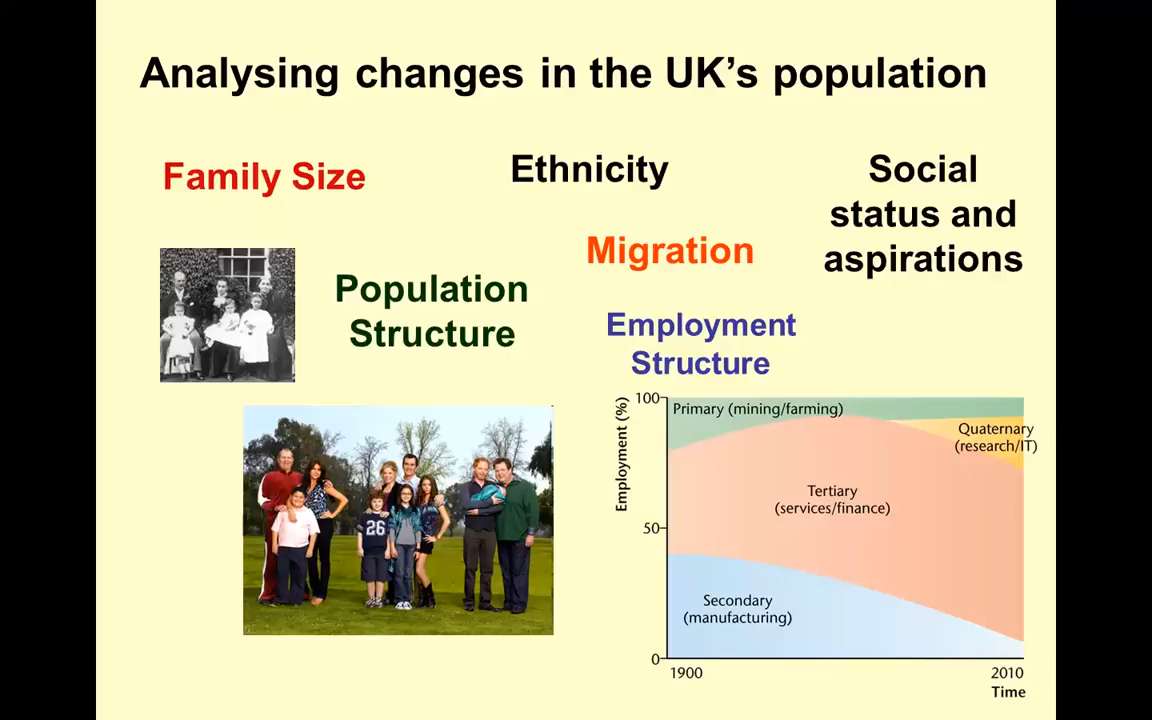 Analysing changes in the UK’s population
Family Size
Ethnicity
Social
status and
aspirations
Migration
Population
Structure
Employment
Structure
26
Employment (%)
100
50
0
Primary (mining/farming)
Quaternary
(research/IT)
Tertiary
(services/finance)
Secondary
(manufacturing)
1900
2010
Time